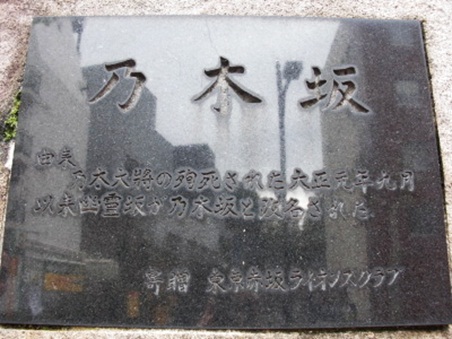 乃木坂
由来
乃木大將の殉死された大正元年九月
以来幽霊坂が乃木坂と改名された
寄贈 東京赤坂ライオンズクラブ